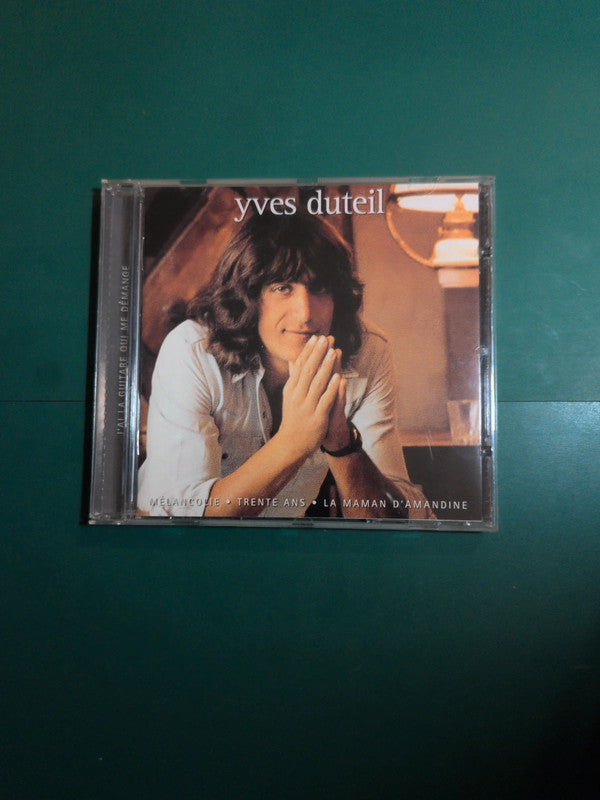 yves duteil
J'AI LA GUITARE QUI ME DÉMANGE
MÉLANCOLIE • TRENTE ANS • LA MAMAN D'AMANDINE